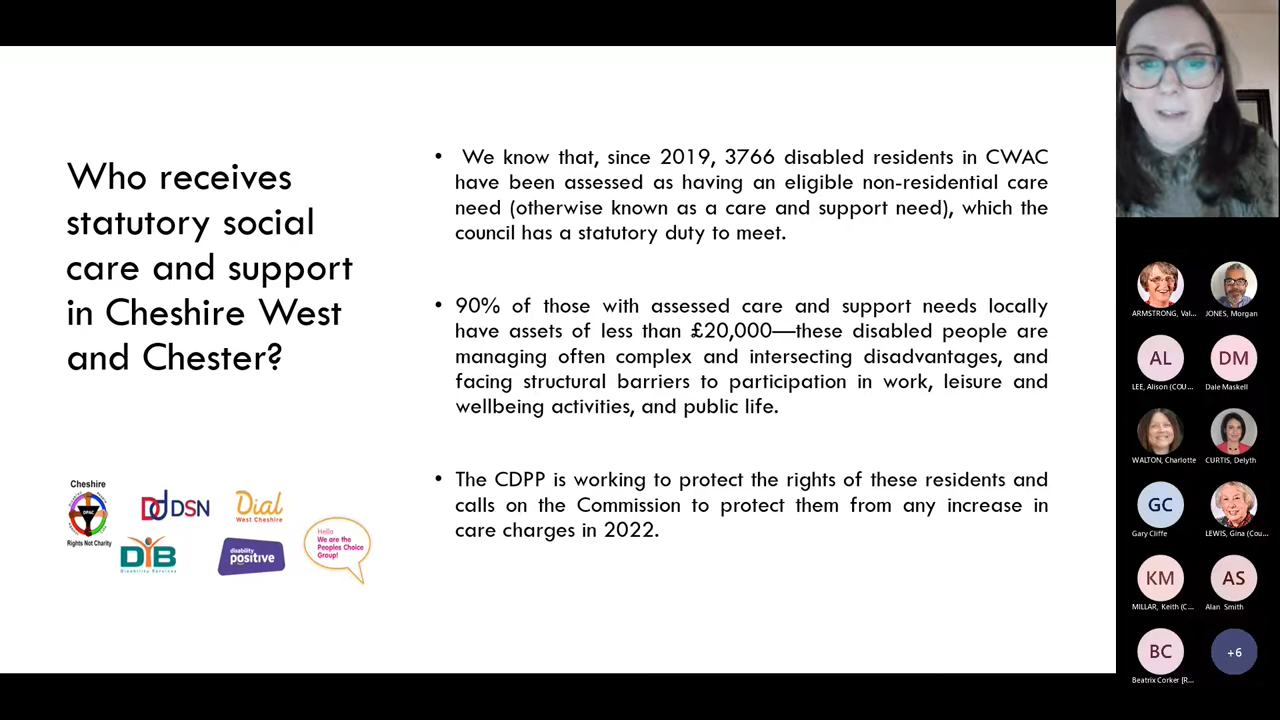 Who receives
statutory social
care and support
in Cheshire West
and Chester?
• We know that, since 2019, 3766 disabled residents in CWAC
have been assessed as having an eligible non-residential care
need (otherwise known as a care and support need), which the
council has a statutory duty to meet.
• 90% of those with assessed care and support needs locally
have assets of less than £20,000—these disabled people are
managing often complex and intersecting disadvantages, and
facing structural barriers to participation in work, leisure and
wellbeing activities, and public life.
• The CDPP is working to protect the rights of these residents and
calls on the Commission to protect them from any increase in
care charges in 2022.
Cheshire
DPAC
Rights Not Charity
DSN
Dial
West Cheshire
DIB
Disability Services
disability
positive
Hello
We are the
Peoples Choice
Group!
ARMSTRONG, Val...
JONES, Morgan
AL
DM
LEE, Alison (COU...
Dale Maskell
WALTON, Charlotte
CURTIS, Delyth
GC
Gary Cliffe
LEWIS, Gina (Cou...
KM
AS
MILLAR, Keith (C...
Alan Smith
BC
+6
Beatrix Corker [R...